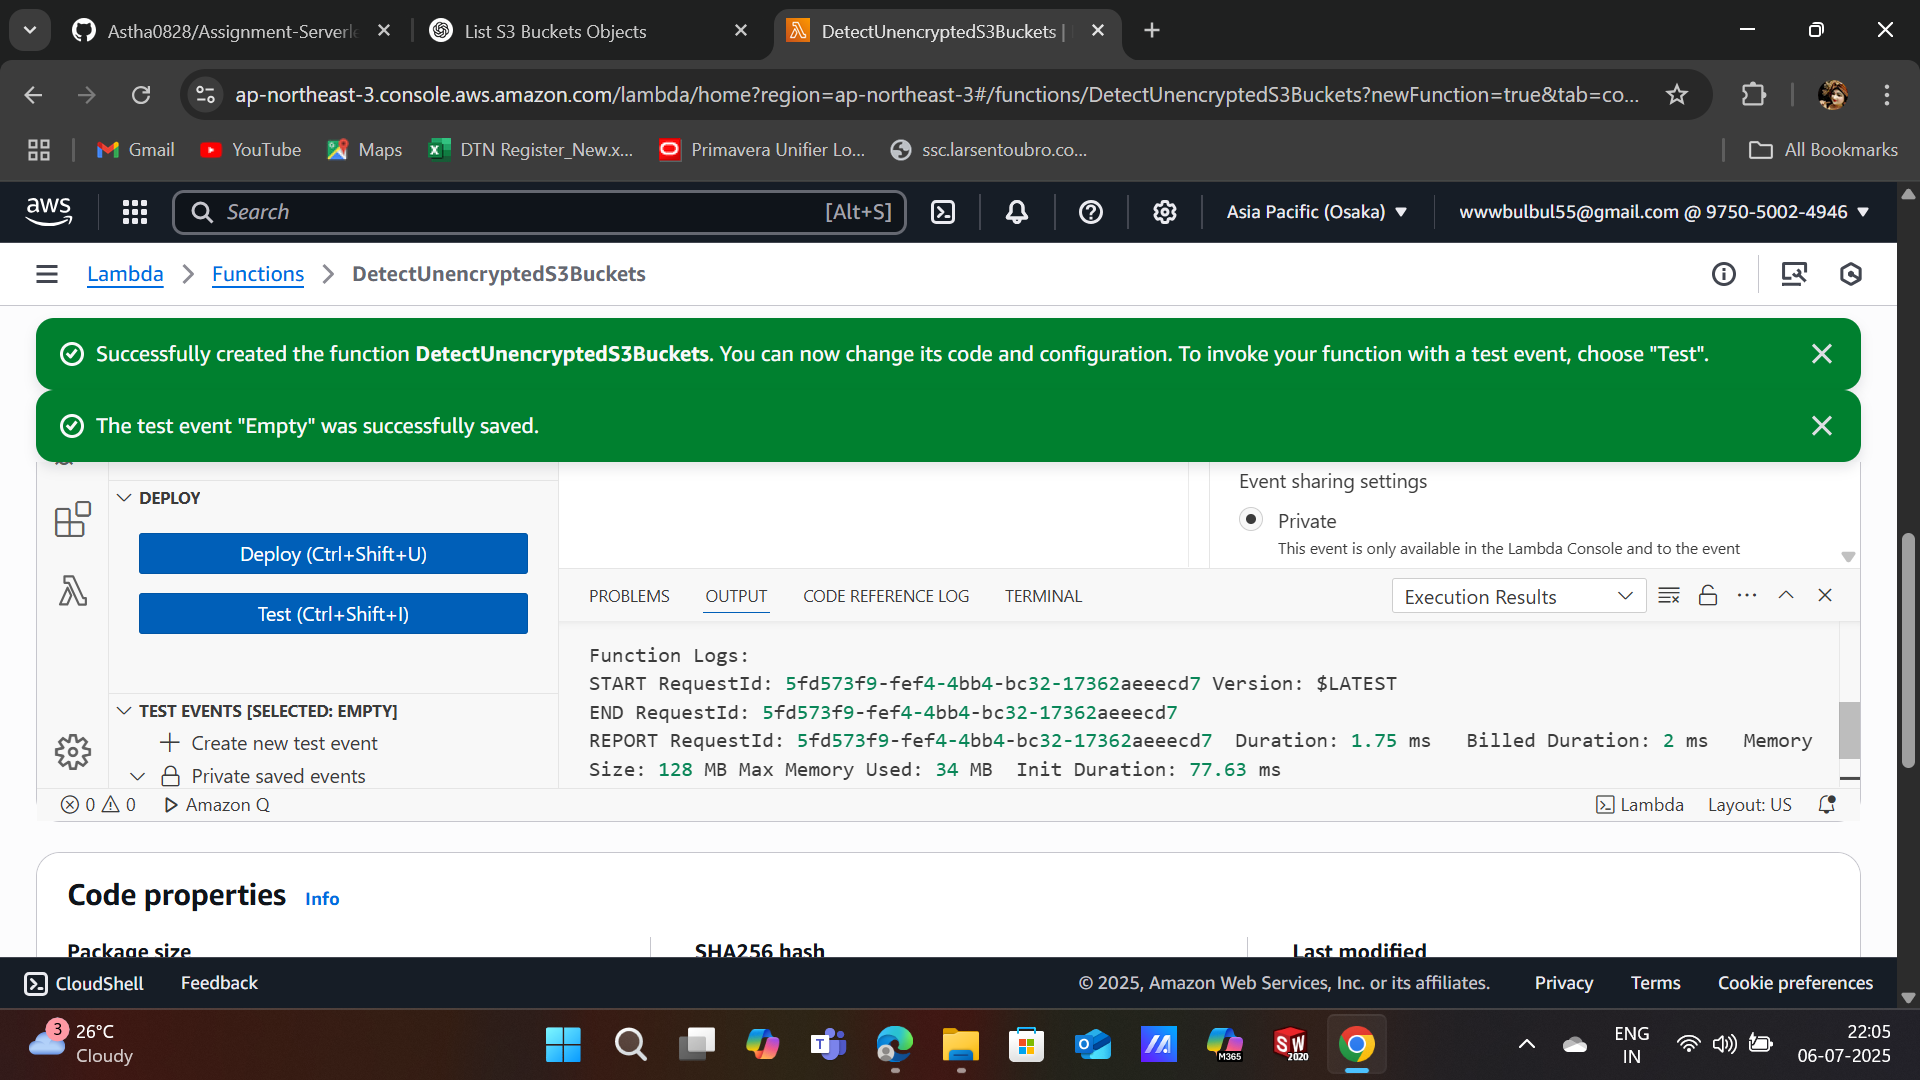 Astha0828/Assignment-Serverle
List S3 Buckets Objects
DetectUnencryptedS3Buckets |
ap-northeast-3.console.aws.amazon.com/lambda/home?region=ap-northeast-3#/functions/DetectUnencryptedS3Buckets?newFunction=true&tab=co...
Gmail
YouTube
Maps
DTN Register_New.x...
Primavera Unifier Lo...
ssc.larsentoubro.co...
All Bookmarks
aws
Search
[Alt+S]
Asia Pacific (Osaka)
wwwbulbul55@gmail.com @ 9750-5002-4946
Lambda
Functions
DetectUnencryptedS3Buckets
Successfully created the function DetectUnencryptedS3Buckets. You can now change its code and configuration. To invoke your function with a test event, choose "Test".
The test event "Empty" was successfully saved.
DEPLOY
Deploy (Ctrl+Shift+U)
Test (Ctrl+Shift+I)
TEST EVENTS [SELECTED: EMPTY]
Create new test event
Private saved events
Event sharing settings
Private
This event is only available in the Lambda Console and to the event
PROBLEMS
OUTPUT
CODE REFERENCE LOG
TERMINAL
Execution Results
Function Logs:
START RequestId: 5fd573f9-fef4-4bb4-bc32-17362aeeecd7 Version: $LATEST
END RequestId: 5fd573f9-fef4-4bb4-bc32-17362aeeecd7
REPORT RequestId: 5fd573f9-fef4-4bb4-bc32-17362aeeecd7 Duration: 1.75 ms Billed Duration: 2 ms Memory
Size: 128 MB Max Memory Used: 34 MB Init Duration: 77.63 ms
0
0
Amazon Q
Lambda
Layout: US
Code properties
Info
Package size
SHA256 hash
Last modified
CloudShell
Feedback
© 2025, Amazon Web Services, Inc. or its affiliates.
Privacy
Terms
Cookie preferences
3
26°C
Cloudy
M365
SW
2020
ENG
IN
22:05
06-07-2025